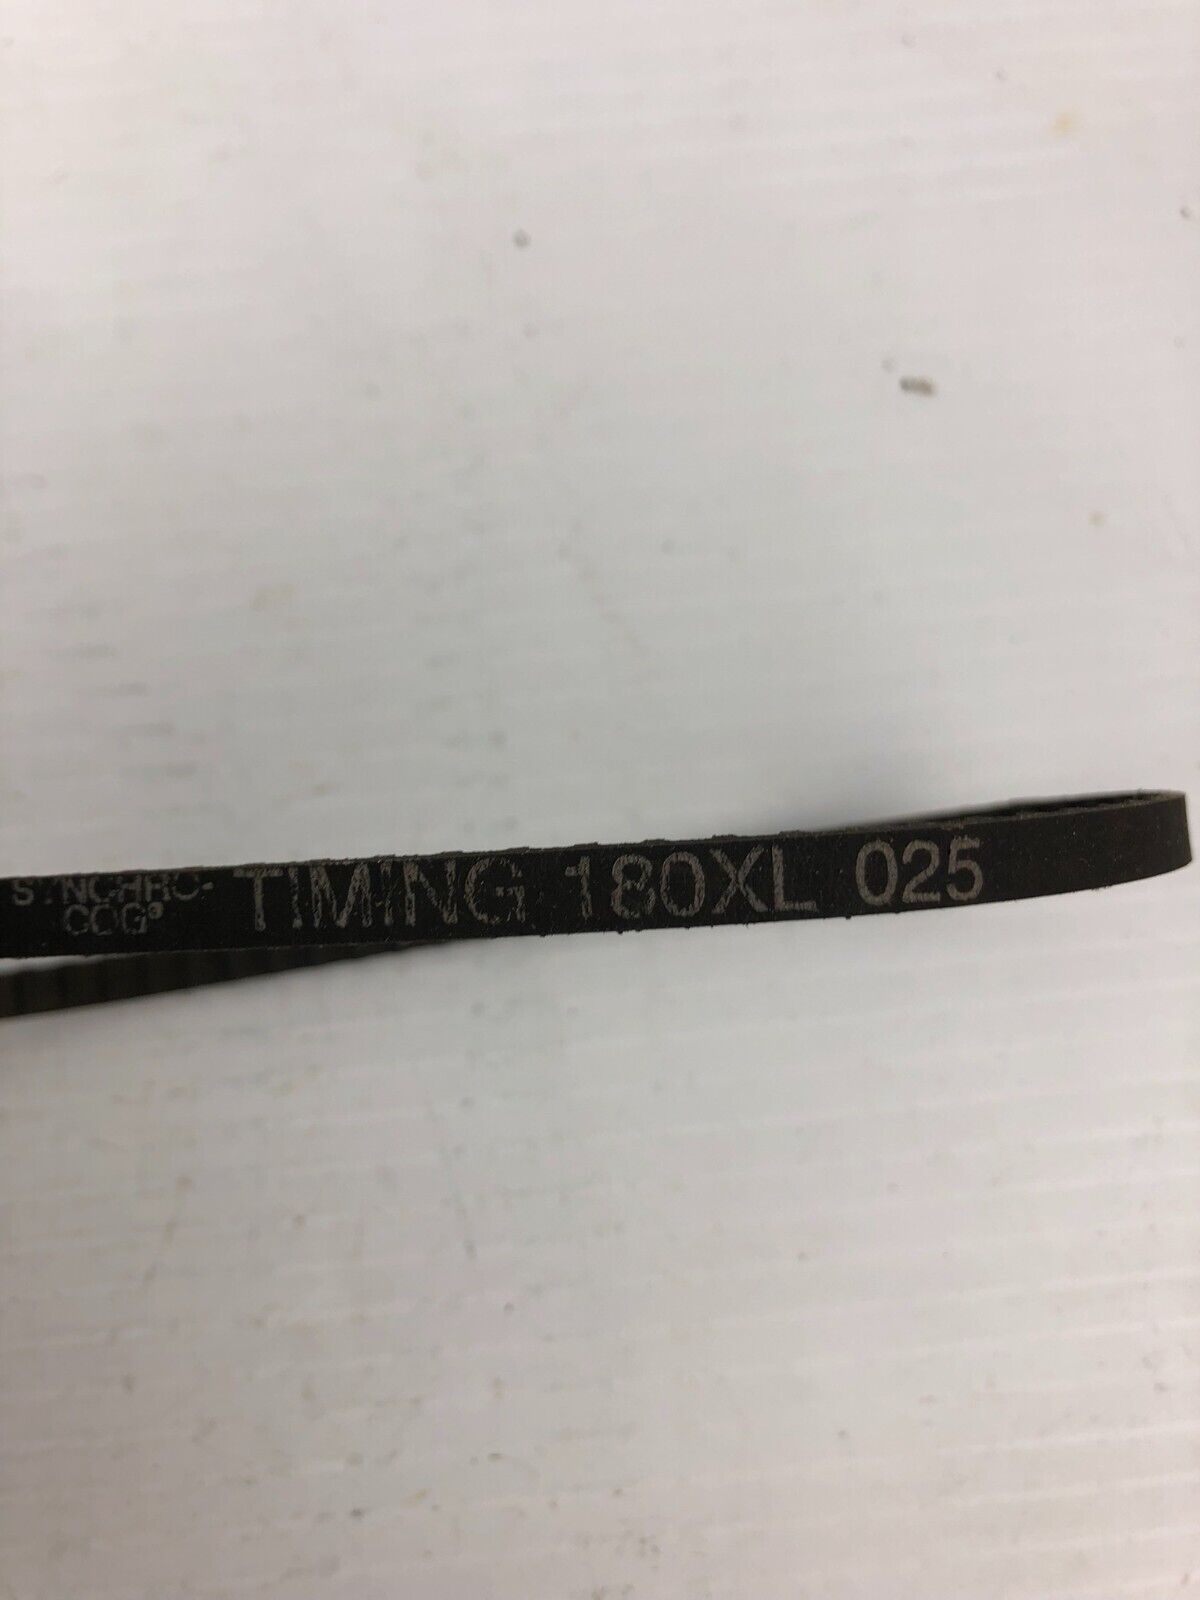 SYNCHRO-
COG®
TIMING 180XL 025